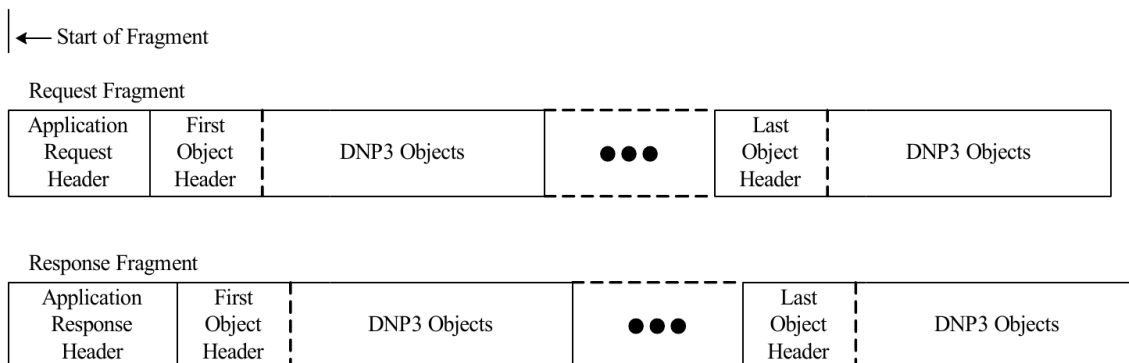 Start of Fragment
Request Fragment
Application
Request
Header
First
Object
Header
DNP3 Objects
Last
Object
Header
DNP3 Objects
Response Fragment
Application
Response
Header
First
Object
Header
DNP3 Objects
Last
Object
Header
DNP3 Objects